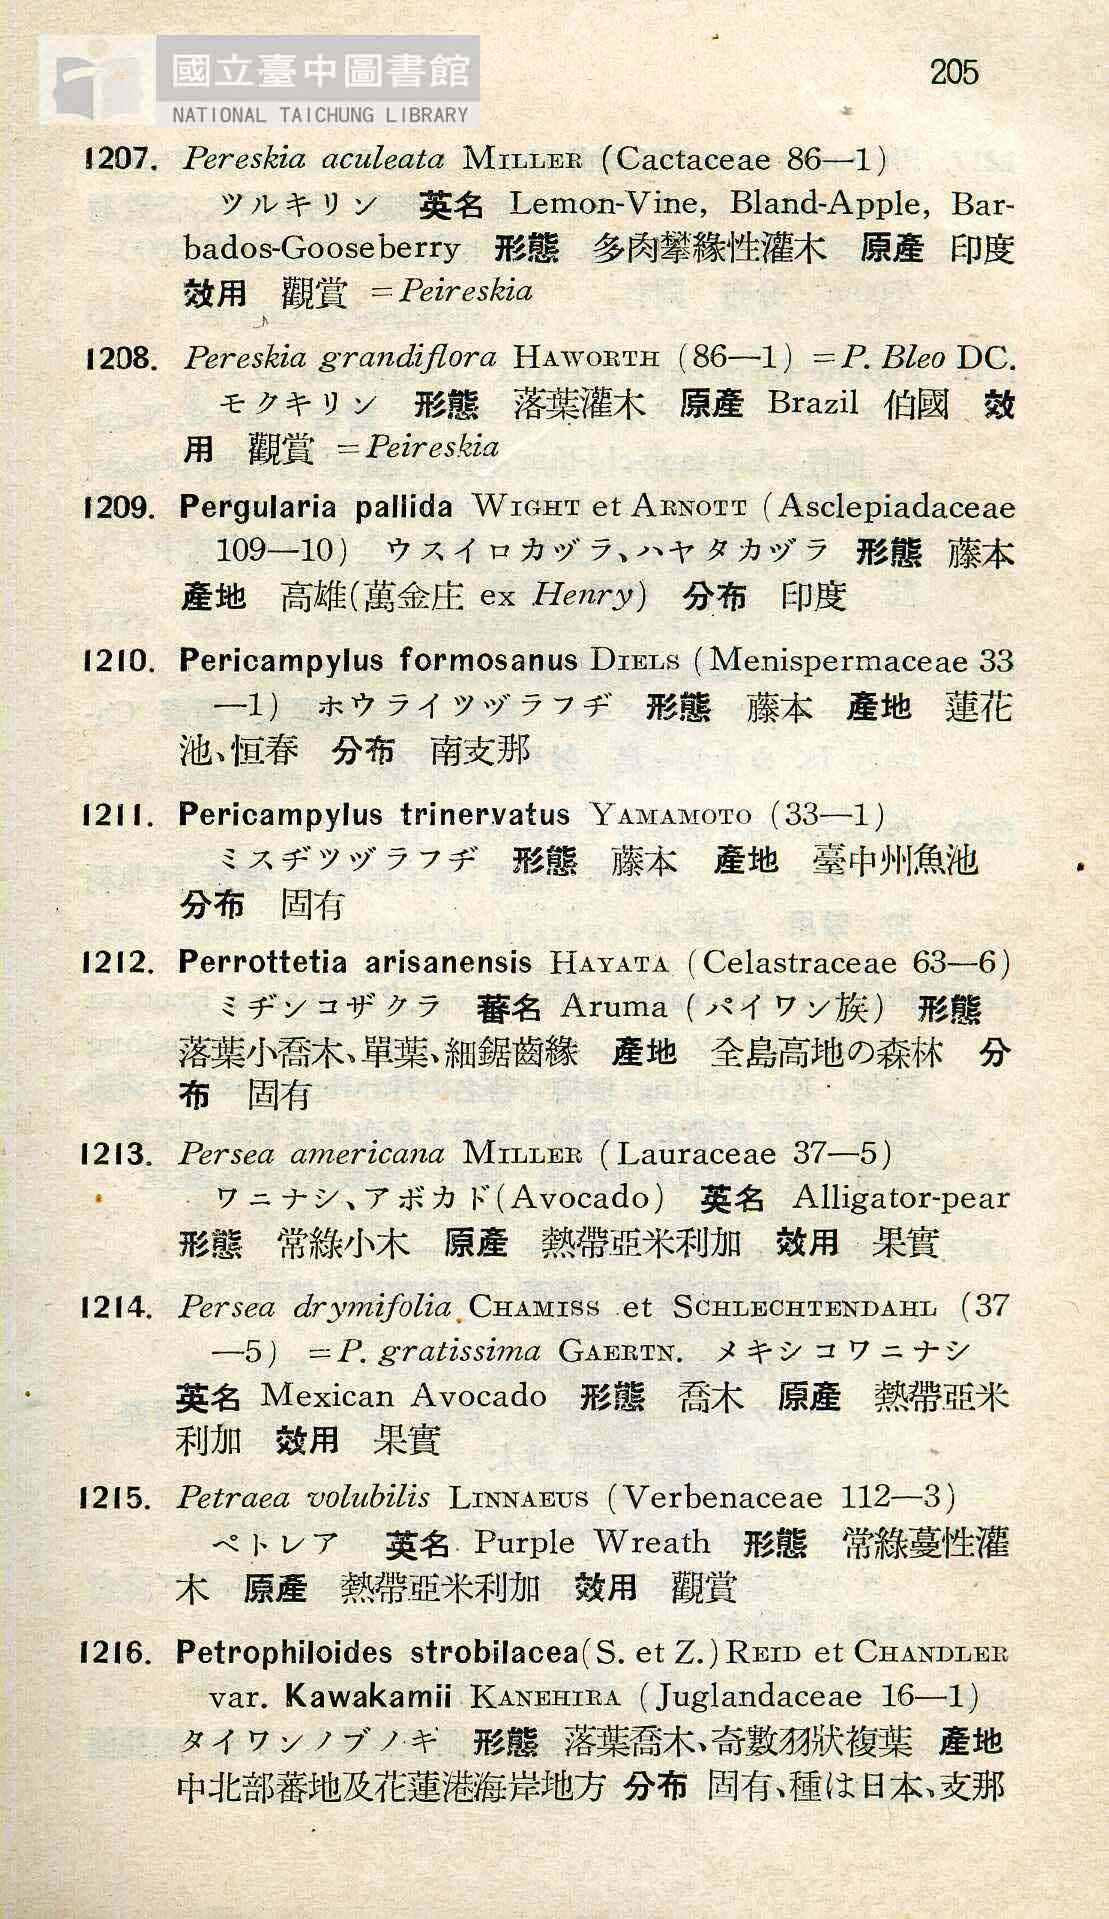 國立臺中圖書館
NATIONAL TAICHUNG LIBRARY
205
1207. Pereskia aculeata MILLER (Cactaceae 86—1)
ツルキリン 英名 Lemon-Vine, Bland-Apple, Bar-
bados-Gooseberry 形態 多肉攀緣性灌木 原產 印度
效用 觀賞 =Peireskia
1208. Pereskia grandiflora HAWORTH (86—1) =P. Bleo DC.
モクキリン 形態 落葉灌木 原產 Brazil 伯國 效
用 觀賞 =Peireskia
1209. Pergularia pallida WIGHT et ARNOTT (Asclepiadaceae
109—10) ウスイロカヅラ、ハヤタカヅラ 形態 藤本
產地 高雄(萬金庄 ex Henry) 分布 印度
1210. Pericampylus formosanus DIELS (Menispermaceae 33
—1) ホウライツヅラフヂ 形態 藤本 產地 蓮花
池、恒春 分布 南支那
1211. Pericampylus trinervatus YAMAMOTO (33—1)
ミスヂツヅラフヂ 形態 藤本 產地 臺中州魚池
分布 固有
1212. Perrottetia arisanensis HAYATA (Celastraceae 63—6)
ミヂンコザクラ 蕃名 Aruma (パイワン族) 形態
落葉小喬木、單葉、細鋸齒緣 產地 全島高地の森林 分
布 固有
1213. Persea americana MILLER (Lauraceae 37—5)
ワニナシ、アボカド(Avocado) 英名 Alligator-pear
形態 常綠小木 原產 熱帶亞米利加 效用 果實
1214. Persea drymifolia CHAMISS et SCHLECHTENDAHL (37
—5) =P. gratissima GAERTN. メキシコワニナシ
英名 Mexican Avocado 形態 喬木 原產 熱帶亞米
利加 效用 果實
1215. Petraea volubilis LINNAEUS (Verbenaceae 112—3)
ペトレア 英名 Purple Wreath 形態 常綠蔓性灌
木 原產 熱帶亞米利加 效用 觀賞
1216. Petrophiloides strobilacea(S. et Z.) REID et CHANDLER
var. Kawakamii KANEHIRA (Juglandaceae 16—1)
タイワンノブノキ 形態 落葉喬木、奇數羽狀複葉 產地
中北部蕃地及花蓮港海岸地方 分布 固有、種は日本、支那